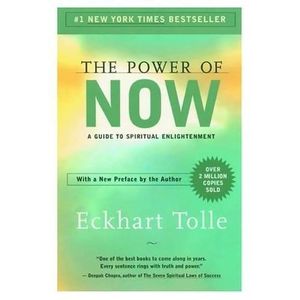 #1 NEW YORK TIMES BESTSELLER
THE POWER OF
NOW
A GUIDE TO SPIRITUAL ENLIGHTENMENT
With a New Preface by the Author
OVER
2 MILLION
COPIES
SOLD
Eckhart Tolle
"One of the best books to come along in years.
Every sentence rings with truth and power."
— Deepak Chopra, author of The Seven Spiritual Laws of Success